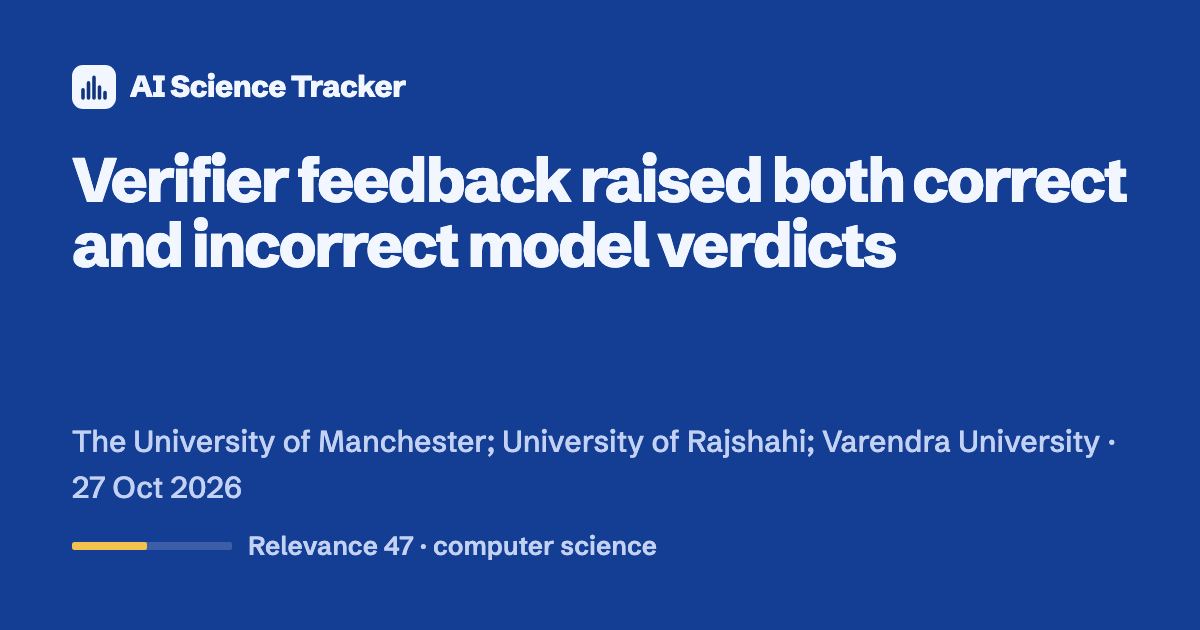 AI Science Tracker
Verifier feedback raised both correct
and incorrect model verdicts
The University of Manchester; University of Rajshahi; Varendra University ·
27 Oct 2026
Relevance 47 · computer science